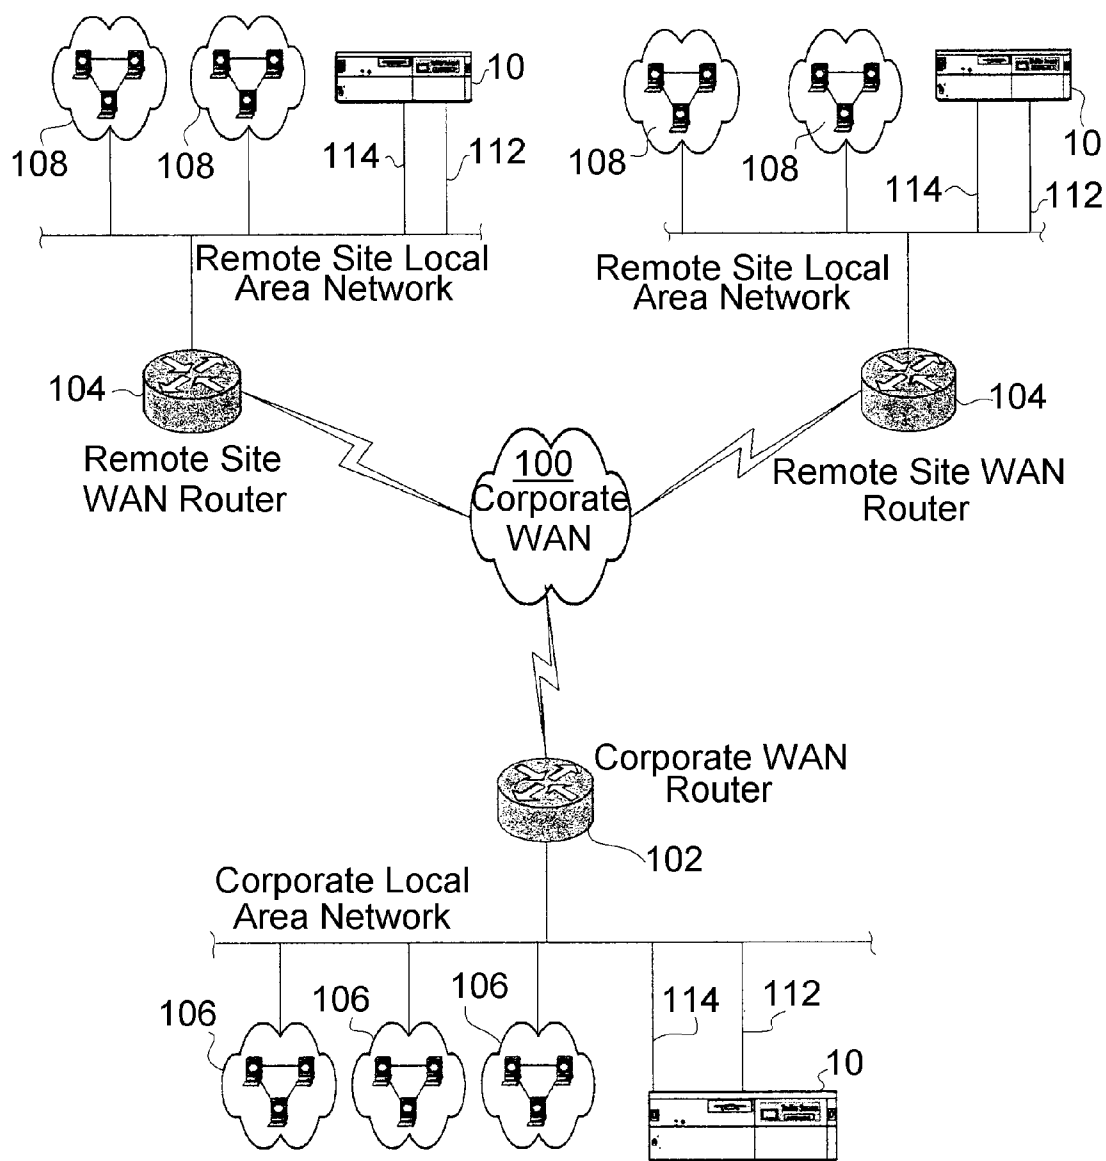 10
10
108
108
114
112
108
108
114
112
Remote Site Local
Area Network
Remote Site Local
Area Network
104
104
Remote Site
WAN Router
100
Corporate
WAN
Remote Site WAN
Router
Corporate WAN
Router
102
Corporate Local
Area Network
106
106
106
114
112
10